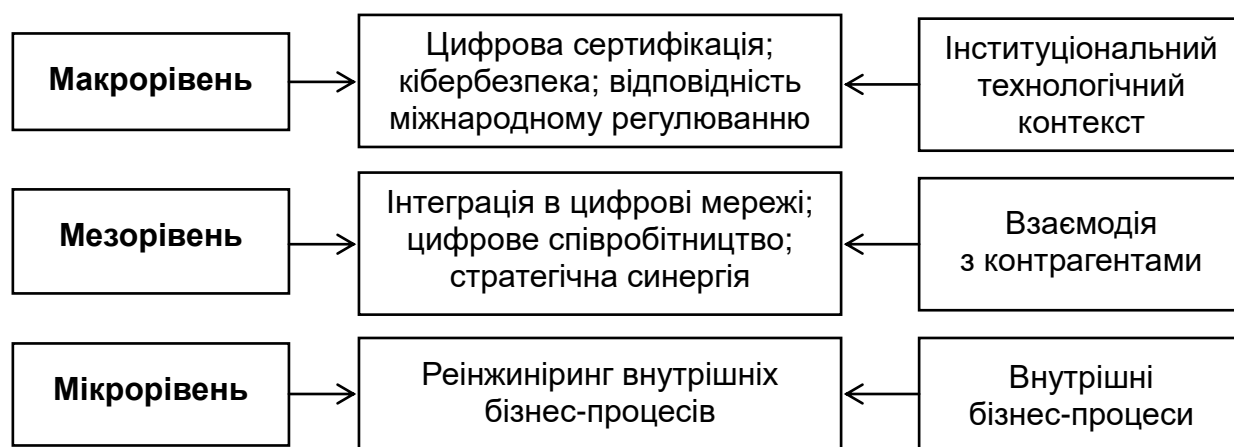 Макрорівень
Цифрова сертифікація;
кібербезпека; відповідність
міжнародному регулюванню
Інституціональний
технологічний
контекст
Мезорівень
Інтеграція в цифрові мережі;
цифрове співробітництво;
стратегічна синергія
Взаємодія
з контрагентами
Мікрорівень
Реінжиніринг внутрішніх
бізнес-процесів
Внутрішні
бізнес-процеси